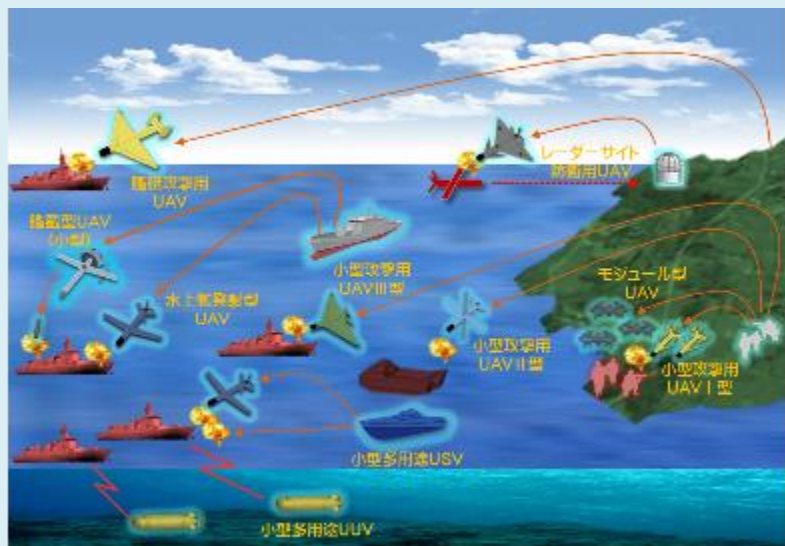 艦艇攻撃用
UAV
レーダーサイト
防衛用UAV
艦載型UAV
(小型)
小型攻撃用
UAVⅢ型
モジュール型
UAV
水上艦発射型
UAV
小型攻撃用
UAVⅡ型
小型攻撃用
UAVⅠ型
小型多用途USV
小型多用途UUV